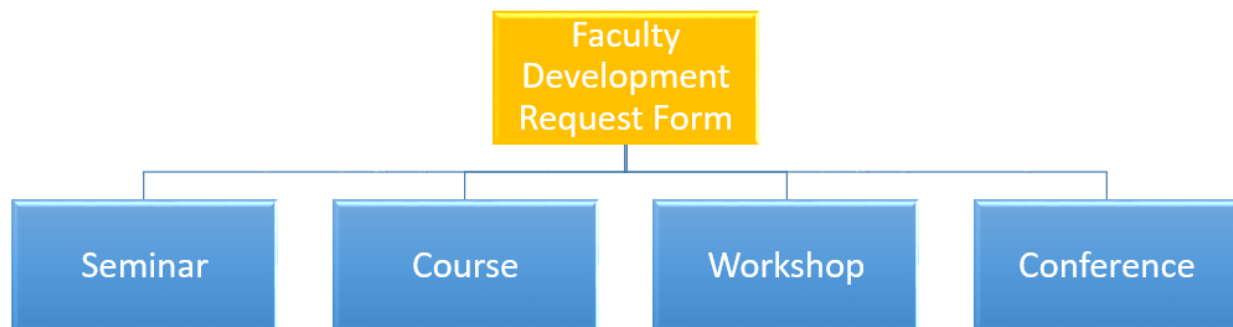 Faculty
Development
Request Form
Seminar
Course
Workshop
Conference